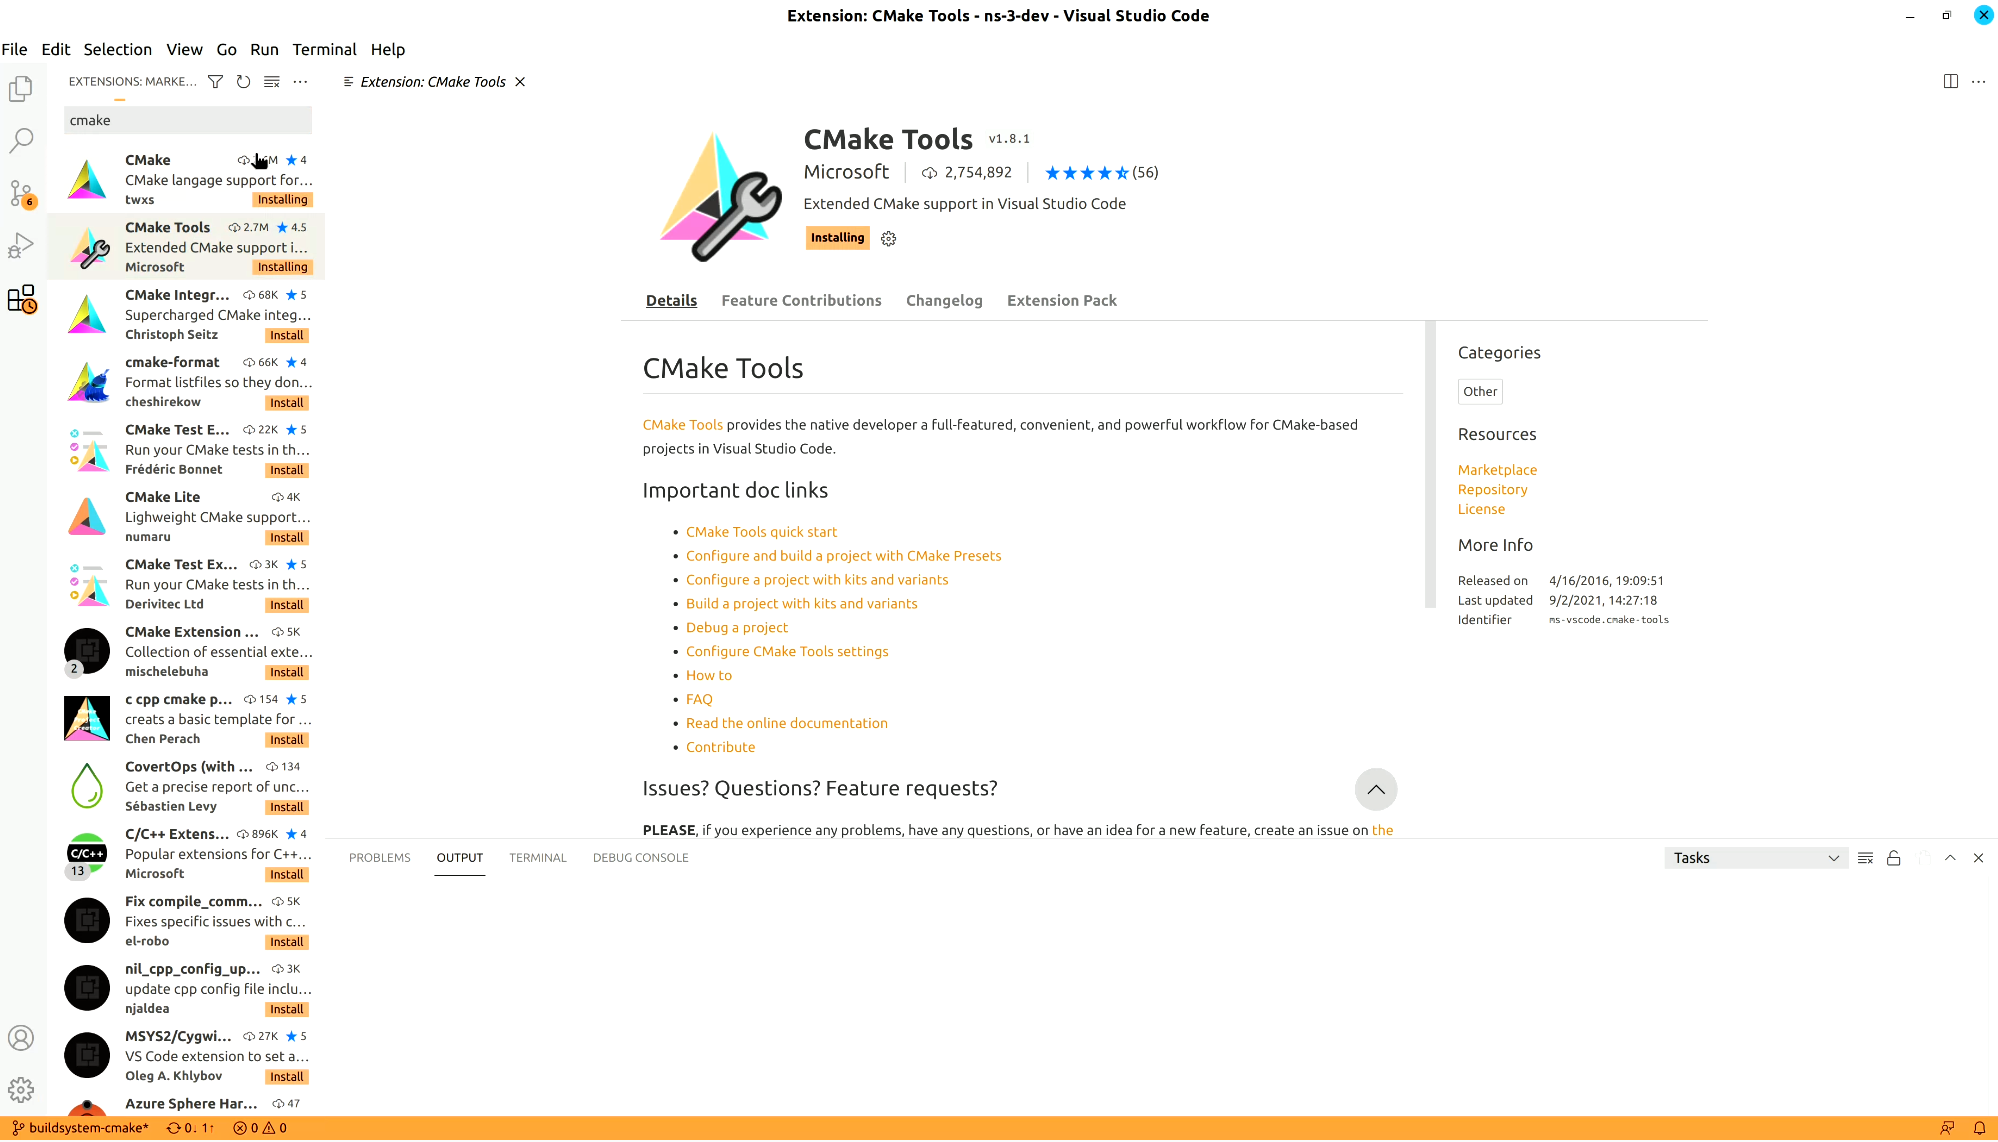 Extension: CMake Tools - ns-3-dev - Visual Studio Code
File Edit Selection View Go Run Terminal Help
EXTENSIONS: MARKE...
Extension: CMake Tools
cmake
CMake 4
CMake langage support for...
twxs Installing
CMake Tools 2.7M 4.5
Extended CMake support i...
Microsoft Installing
CMake Integr... 68K 5
Supercharged CMake integ...
Christoph Seitz Install
cmake-format 66K 4
Format listfiles so they don...
cheshirekow Install
CMake Test E... 22K 5
Run your CMake tests in th...
Frédéric Bonnet Install
CMake Lite 4K
Lighweight CMake support...
numaru Install
CMake Test Ex... 3K 5
Run your CMake tests in th...
Derivitec Ltd Install
CMake Extension ... 5K
Collection of essential exte...
2
mischelebuha Install
c cpp cmake p... 154 5
creats a basic template for ...
Chen Perach Install
CovertOps (with ... 134
Get a precise report of unc...
Sébastien Levy Install
C/C++ Extens... 896K 4
C/C++
Popular extensions for C++...
13
Microsoft Install
Fix compile_comm... 5K
Fixes specific issues with c...
el-robo Install
nil_cpp_config_up... 3K
update cpp config file inclu...
njaldea Install
MSYS2/Cygwi... 27K 5
VS Code extension to set a...
Oleg A. Khlybov Install
Azure Sphere Har... 47
6
CMake Tools v1.8.1
Microsoft 2,754,892 (56)
Extended CMake support in Visual Studio Code
Installing
Details Feature Contributions Changelog Extension Pack
CMake Tools
CMake Tools provides the native developer a full-featured, convenient, and powerful workflow for CMake-based
projects in Visual Studio Code.
Important doc links
• CMake Tools quick start
• Configure and build a project with CMake Presets
• Configure a project with kits and variants
• Build a project with kits and variants
• Debug a project
• Configure CMake Tools settings
• How to
• FAQ
• Read the online documentation
• Contribute
Issues? Questions? Feature requests?
PLEASE, if you experience any problems, have any questions, or have an idea for a new feature, create an issue on the
Categories
Other
Resources
Marketplace
Repository
License
More Info
Released on 4/16/2016, 19:09:51
Last updated 9/2/2021, 14:27:18
Identifier ms-vscode.cmake-tools
PROBLEMS OUTPUT TERMINAL DEBUG CONSOLE
Tasks
buildsystem-cmake* 0↓ 1↑ 0 0